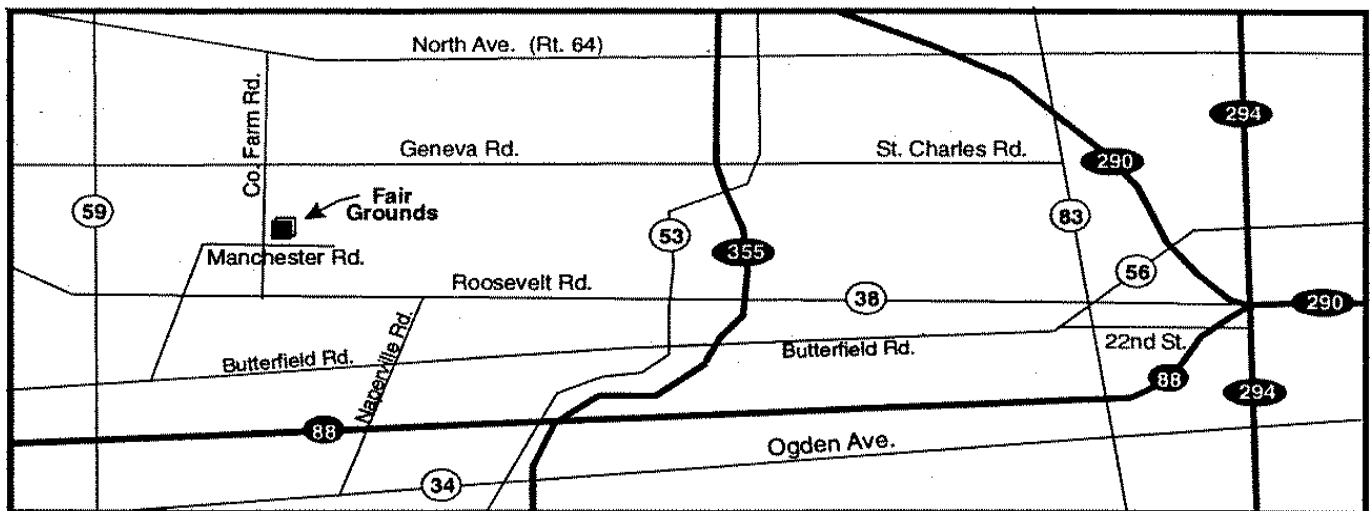 North Ave. (Rt. 64)
Co. Farm Rd.
294
Geneva Rd.
St. Charles Rd.
290
59
Fair
Grounds
53
83
355
Manchester Rd.
56
Roosevelt Rd.
38
290
Naperville Rd.
22nd St.
Butterfield Rd.
Butterfield Rd.
88
294
88
Ogden Ave.
34